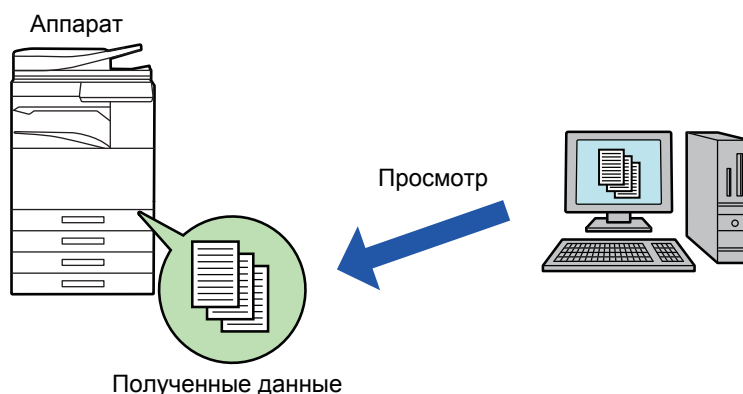 Аппарат
Просмотр
Полученные данные